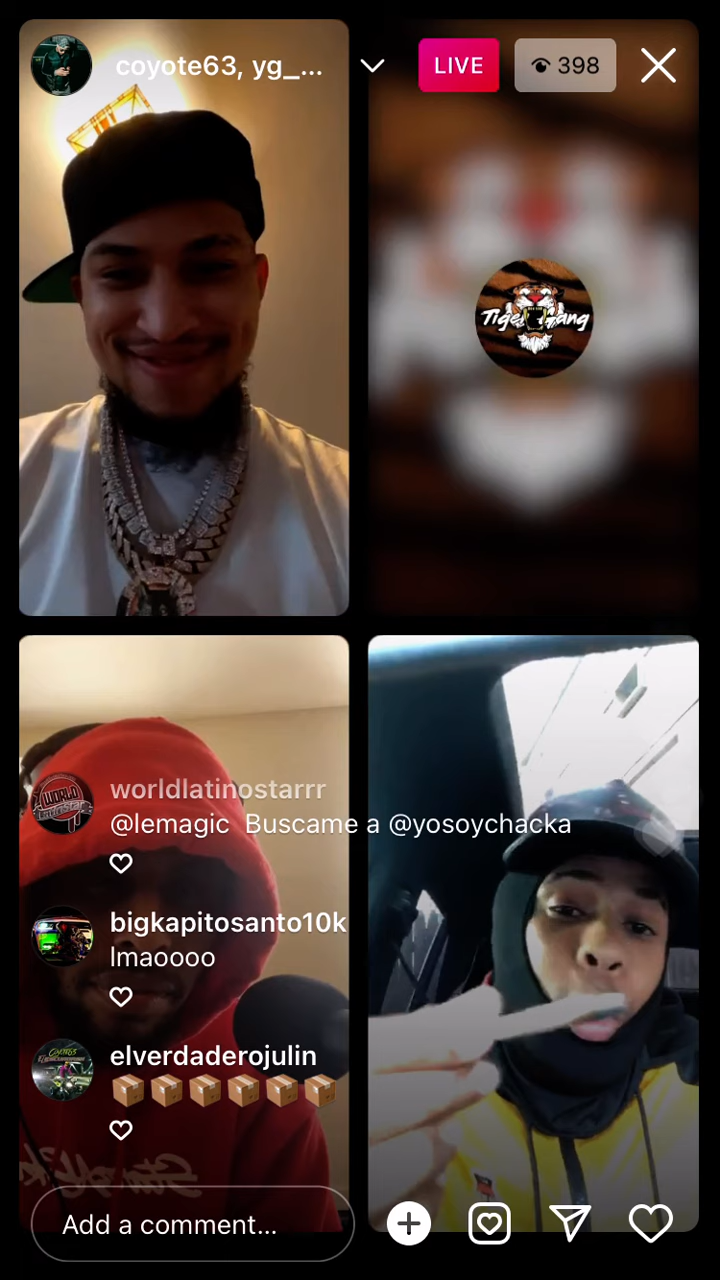 coyote63, yg_...
LIVE
398
Tiger Gang
worldlatinostarrr
@lemagic Buscame a @yosoychacka
bigkapitosanto10k
lmaoooo
elverdaderojulin
Add a comment...